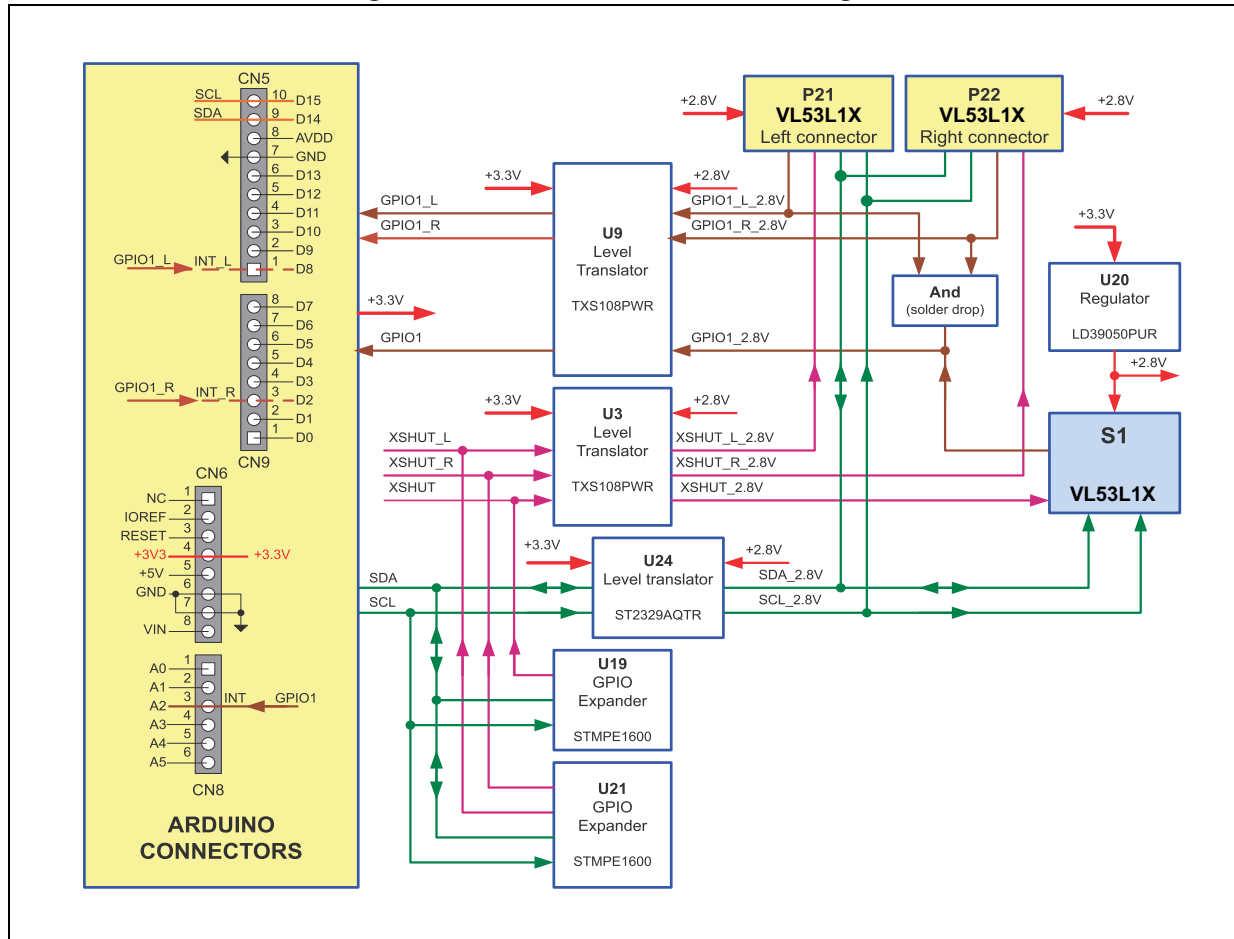 CN5
SCL
10
D15
SDA
9
D14
8
AVDD
7
GND
6
D13
5
D12
4
D11
3
D10
2
D9
GPIO1_L
INT_L
1
D8
8
D7
7
D6
6
D5
5
D4
4
D3
GPIO1_R
INT_R
3
D2
2
D1
1
D0
CN9
CN6
NC
1
IOREF
2
RESET
3
+3V3
4
+3.3V
+5V
5
GND
6
7
VIN
8
A0
1
A1
2
A2
3
INT
GPIO1
A3
4
A4
5
A5
6
CN8
ARDUINO
CONNECTORS
GPIO1_L
GPIO1_R
+3.3V
GPIO1
+3.3V
+2.8V
U9
Level
Translator
TXS108PWR
GPIO1_L_2.8V
GPIO1_R_2.8V
GPIO1_2.8V
+2.8V
P21
VL53L1X
Left connector
P22
VL53L1X
Right connector
+2.8V
And
(solder drop)
+3.3V
U20
Regulator
LD39050PUR
+2.8V
S1
VL53L1X
+3.3V
+2.8V
U3
Level
Translator
TXS108PWR
XSHUT_L
XSHUT_R
XSHUT
XSHUT_L_2.8V
XSHUT_R_2.8V
XSHUT_2.8V
+3.3V
+2.8V
U24
Level translator
ST2329AQTR
SDA
SCL
SDA_2.8V
SCL_2.8V
U19
GPIO
Expander
STMPE1600
U21
GPIO
Expander
STMPE1600